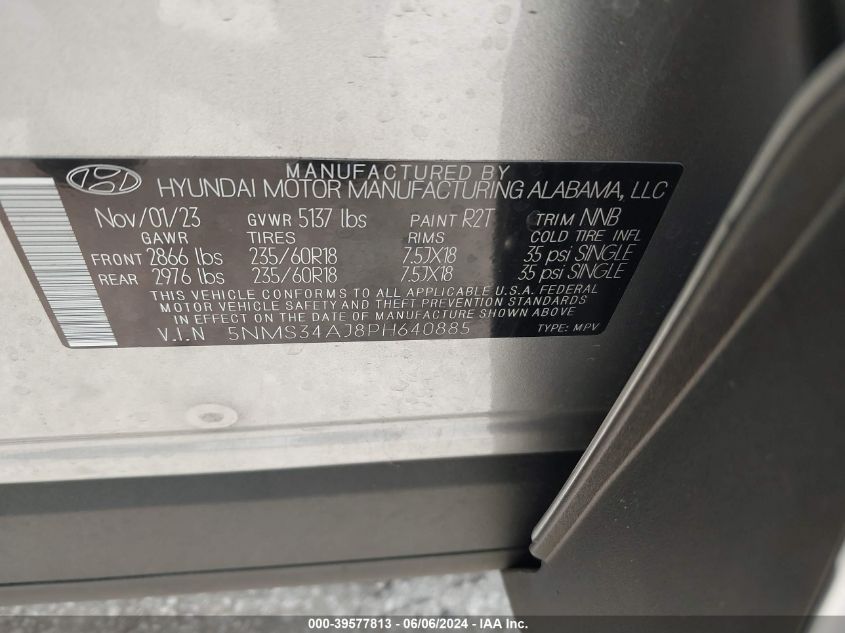 MANUFACTURED BY
HYUNDAI MOTOR MANUFACTURING ALABAMA, LLC
Nov/01/23 GVWR 5137 lbs PAINT R2T TRIM NNB
GAWR TIRES RIMS COLD TIRE INFL
FRONT 2866 lbs 235/60R18 7.5JX18 35 psi SINGLE
REAR 2976 lbs 235/60R18 7.5JX18 35 psi SINGLE
THIS VEHICLE CONFORMS TO ALL APPLICABLE U.S.A. FEDERAL
MOTOR VEHICLE SAFETY AND THEFT PREVENTION STANDARDS
IN EFFECT ON THE DATE OF MANUFACTURE SHOWN ABOVE.
V.I.N 5NMS34AJ8PH640885 TYPE: MPV
000-39577813 - 06/06/2024 - IAA Inc.